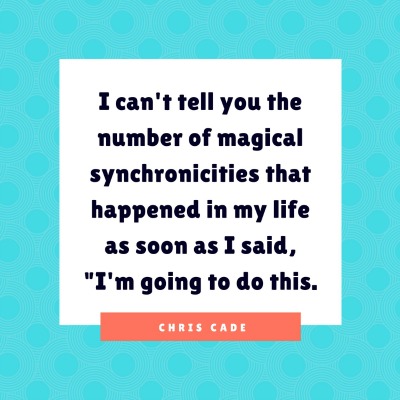 I can't tell you the
number of magical
synchronicities that
happened in my life
as soon as I said,
"I'm going to do this.
CHRIS CADE